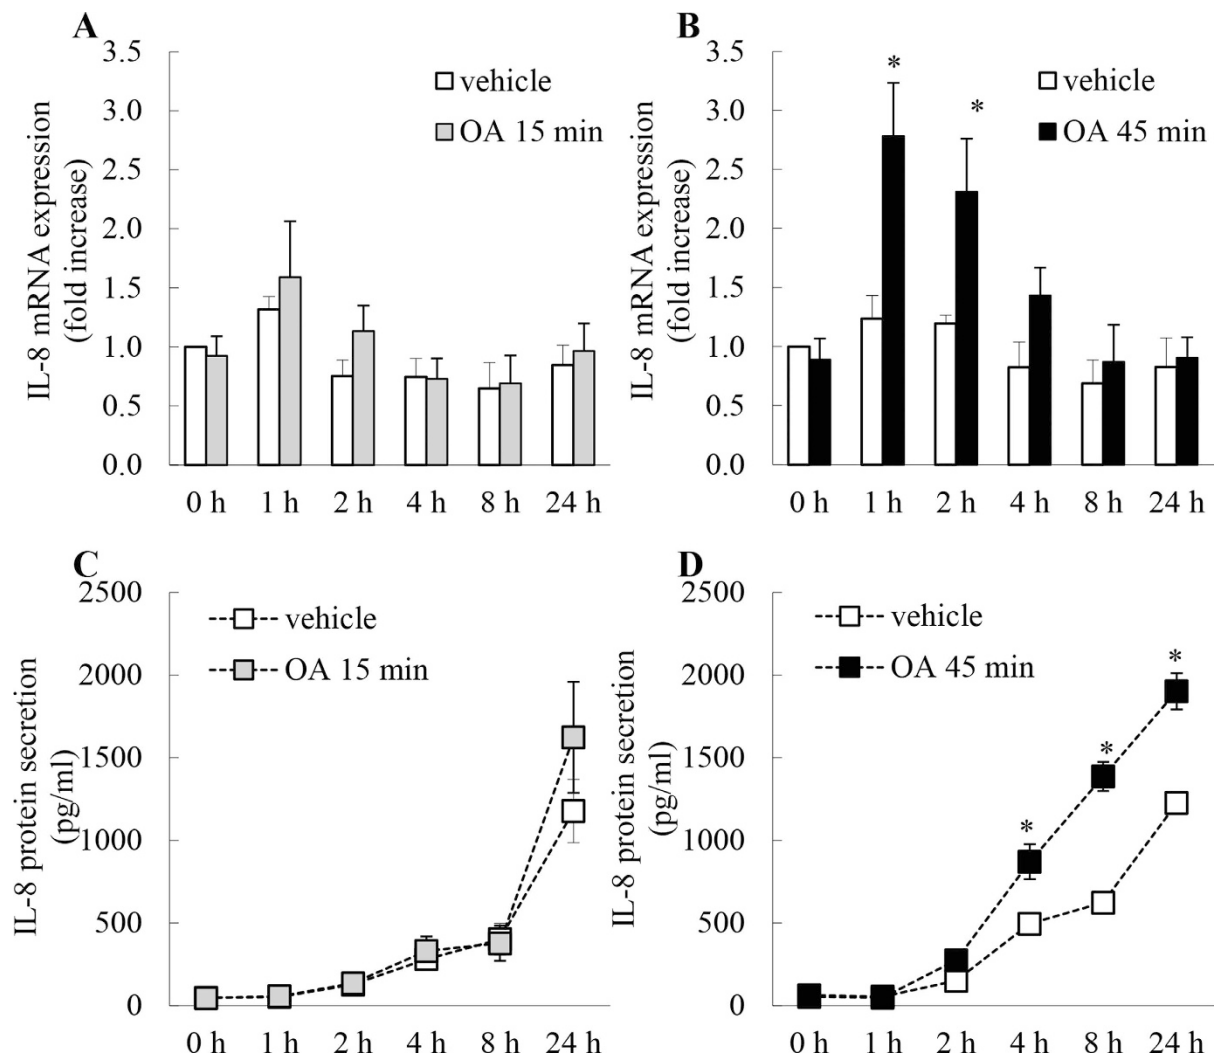 A
IL-8 mRNA expression
(fold increase)
3.5
3.0
2.5
2.0
1.5
1.0
0.5
0.0
vehicle
OA 15 min
0 h 1 h 2 h 4 h 8 h 24 h
B
IL-8 mRNA expression
(fold increase)
3.5
3.0
2.5
2.0
1.5
1.0
0.5
0.0
vehicle
OA 45 min
*
*
0 h 1 h 2 h 4 h 8 h 24 h
C
IL-8 protein secretion
(pg/ml)
2500
2000
1500
1000
500
0
vehicle
OA 15 min
0 h 1 h 2 h 4 h 8 h 24 h
D
IL-8 protein secretion
(pg/ml)
2500
2000
1500
1000
500
0
vehicle
OA 45 min
*
*
*
0 h 1 h 2 h 4 h 8 h 24 h